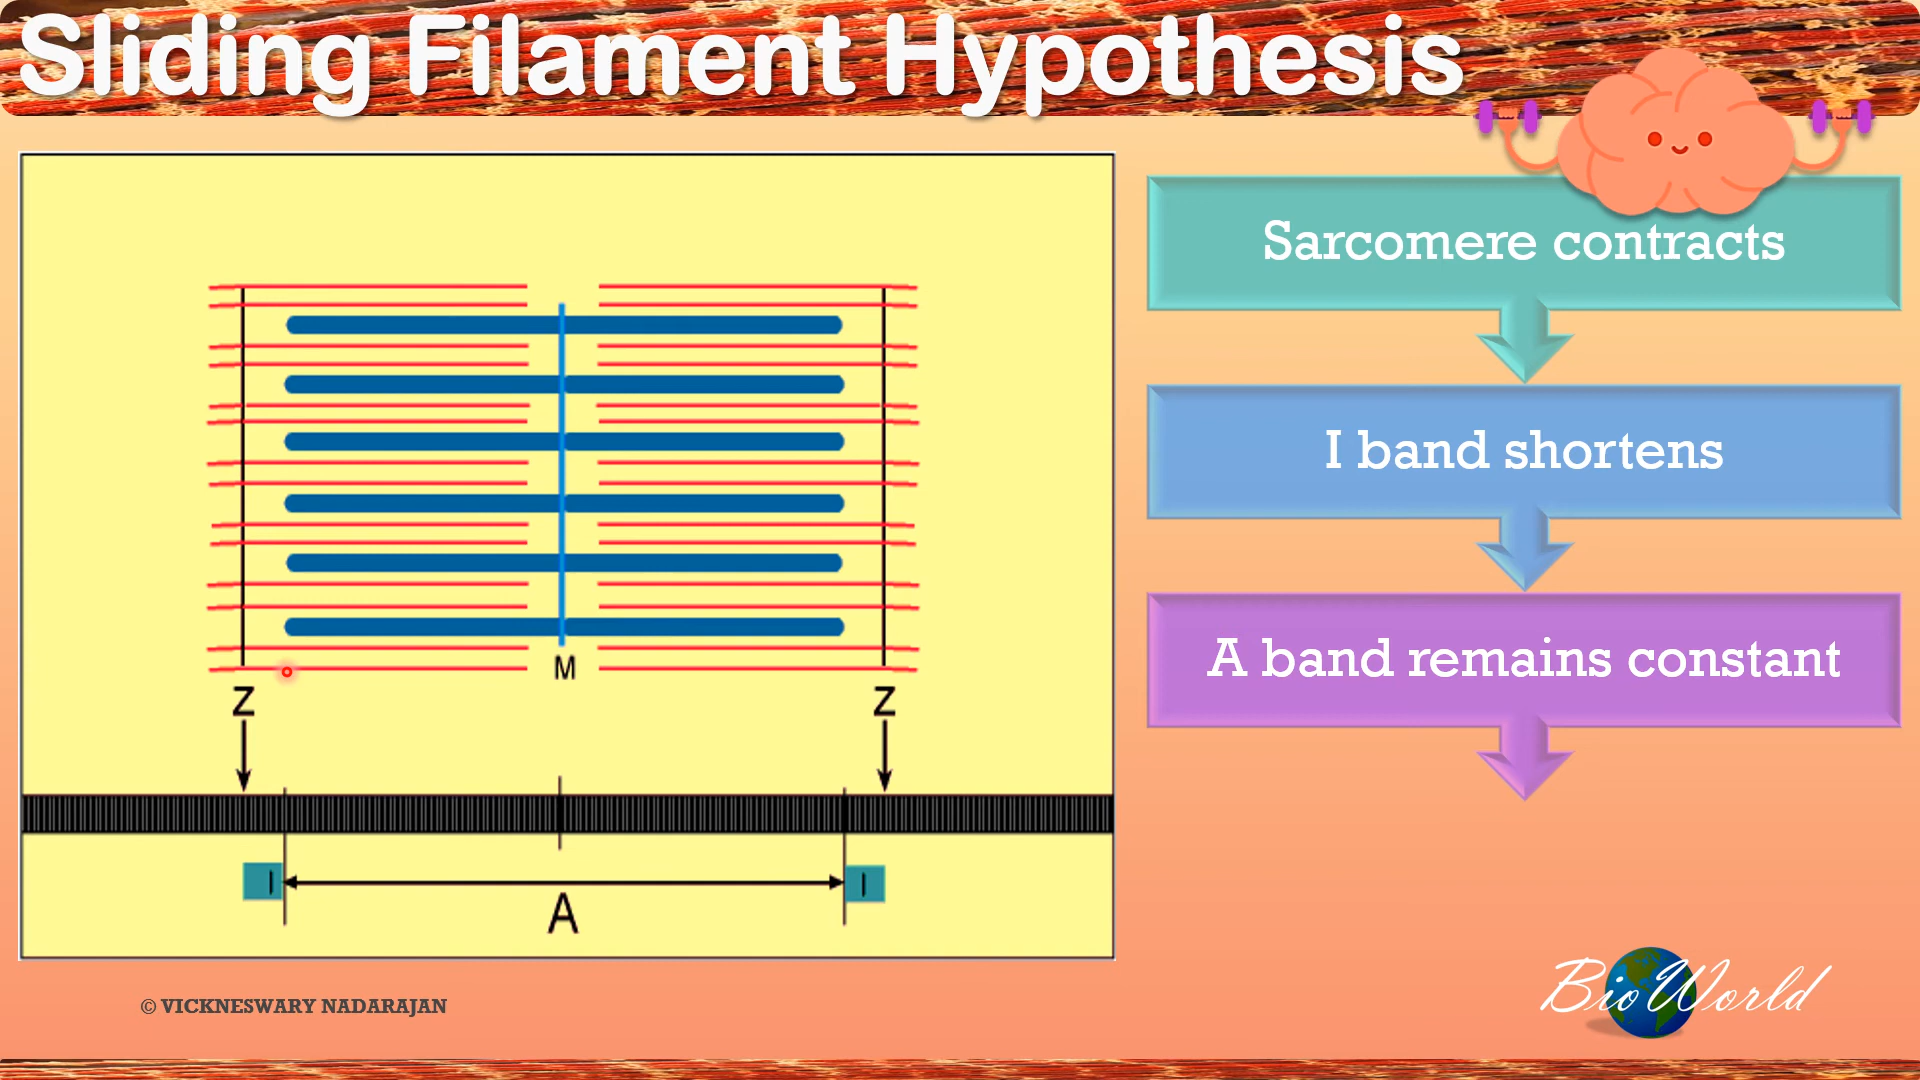 Sliding Filament Hypothesis
Sarcomere contracts
I band shortens
A band remains constant
M
Z Z
I I
A
© VICKNESWARY NADARAJAN
BioWorld